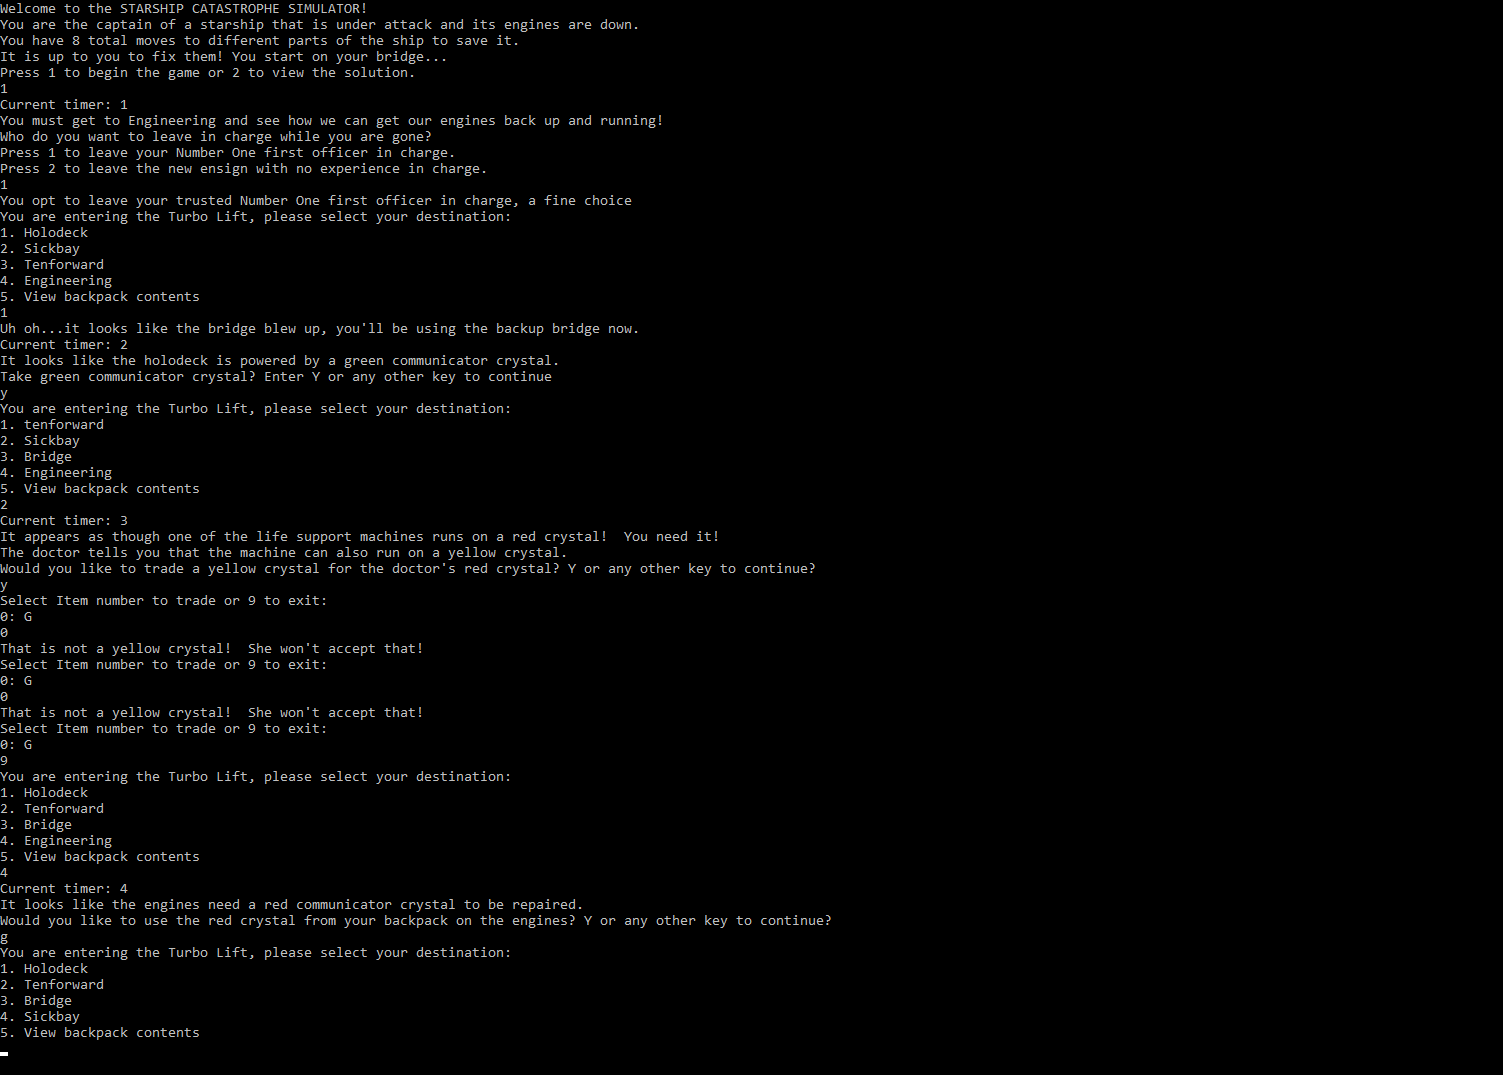 Welcome to the STARSHIP CATASTROPHE SIMULATOR!
You are the captain of a starship that is under attack and its engines are down.
You have 8 total moves to different parts of the ship to save it.
It is up to you to fix them! You start on your bridge...
Press 1 to begin the game or 2 to view the solution.
1
Current timer: 1
You must get to Engineering and see how we can get our engines back up and running!
Who do you want to leave in charge while you are gone?
Press 1 to leave your Number One first officer in charge.
Press 2 to leave the new ensign with no experience in charge.
1
You opt to leave your trusted Number One first officer in charge, a fine choice
You are entering the Turbo Lift, please select your destination:
1. Holodeck
2. Sickbay
3. Tenforward
4. Engineering
5. View backpack contents
1
Uh oh...it looks like the bridge blew up, you'll be using the backup bridge now.
Current timer: 2
It looks like the holodeck is powered by a green communicator crystal.
Take green communicator crystal? Enter Y or any other key to continue
y
You are entering the Turbo Lift, please select your destination:
1. tenforward
2. Sickbay
3. Bridge
4. Engineering
5. View backpack contents
2
Current timer: 3
It appears as though one of the life support machines runs on a red crystal!  You need it!
The doctor tells you that the machine can also run on a yellow crystal.
Would you like to trade a yellow crystal for the doctor's red crystal? Y or any other key to continue?
y
Select Item number to trade or 9 to exit:
0: G
0
That is not a yellow crystal!  She won't accept that!
Select Item number to trade or 9 to exit:
0: G
0
That is not a yellow crystal!  She won't accept that!
Select Item number to trade or 9 to exit:
0: G
9
You are entering the Turbo Lift, please select your destination:
1. Holodeck
2. Tenforward
3. Bridge
4. Engineering
5. View backpack contents
4
Current timer: 4
It looks like the engines need a red communicator crystal to be repaired.
Would you like to use the red crystal from your backpack on the engines? Y or any other key to continue?
g
You are entering the Turbo Lift, please select your destination:
1. Holodeck
2. Tenforward
3. Bridge
4. Sickbay
5. View backpack contents